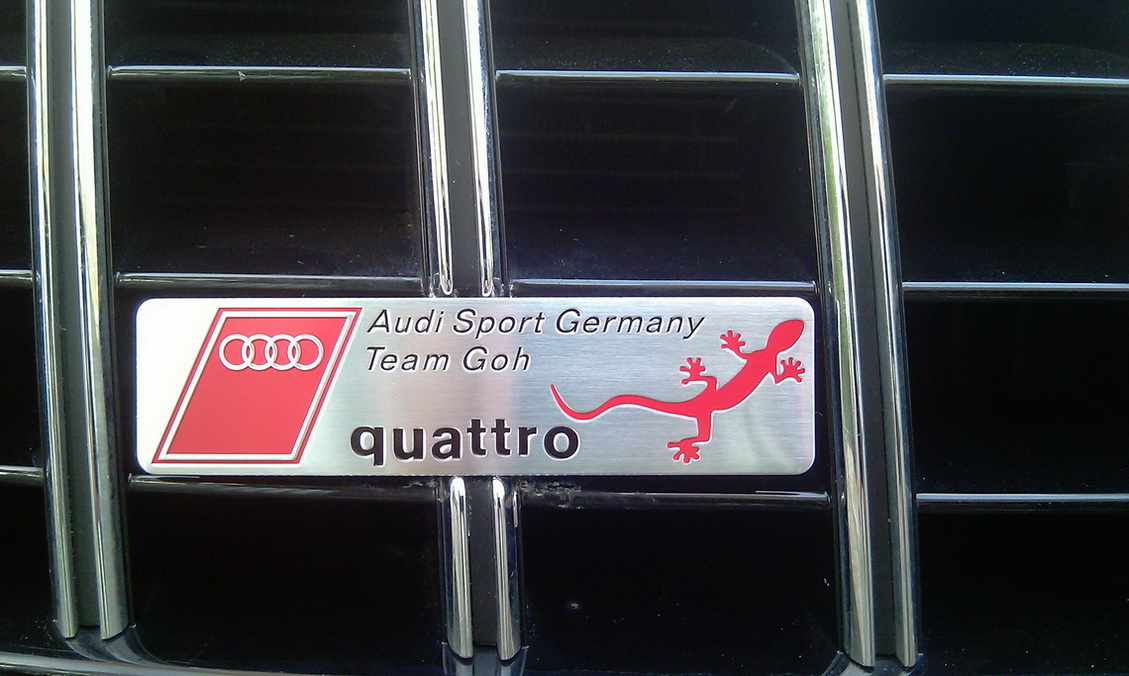 Audi Sport Germany
Team Goh
quattro